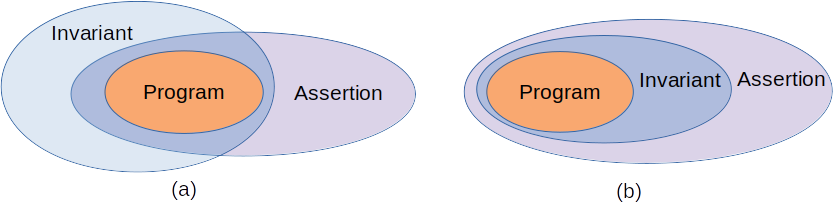 Invariant
Program
Assertion
(a)
Program
Invariant
Assertion
(b)